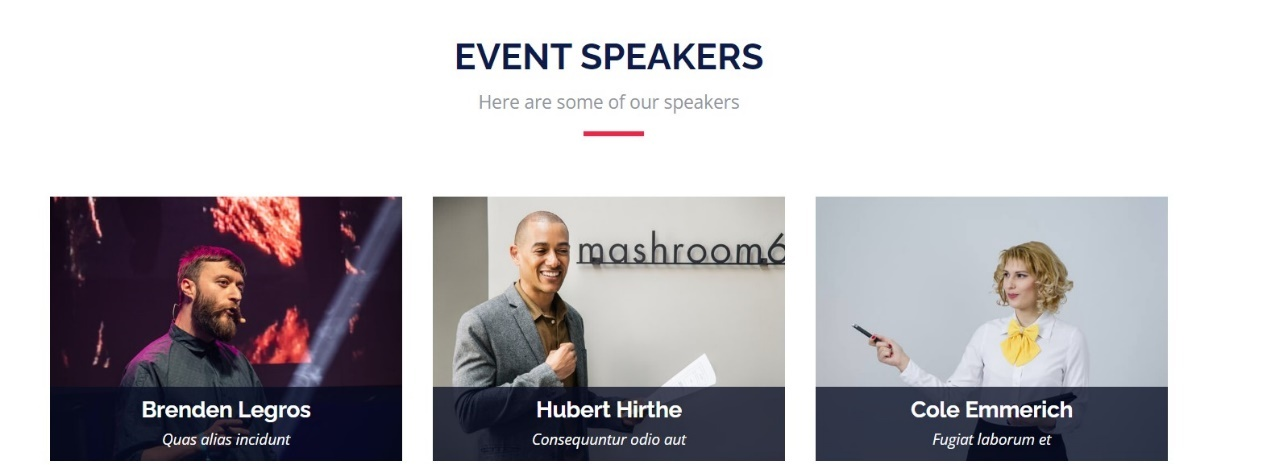 EVENT SPEAKERS
Here are some of our speakers
mashroom6
Brenden Legros
Quas alias incidunt
Hubert Hirthe
Consequuntur odio aut
Cole Emmerich
Fugiat laborum et